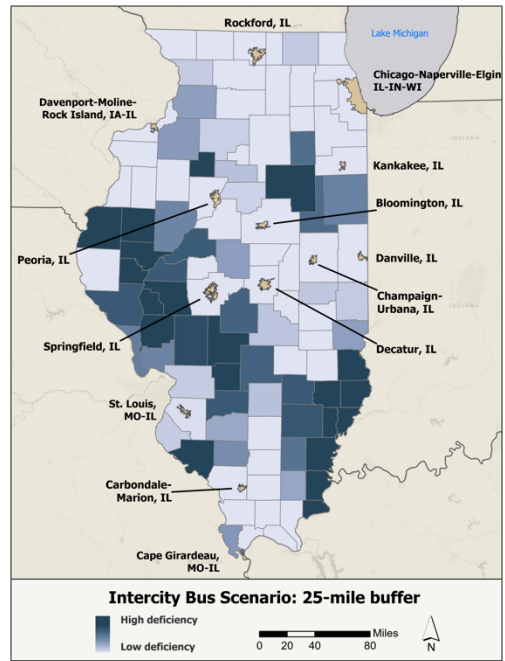 Rockford, IL
Lake Michigan
Chicago-Naperville-Elgin
IL-IN-WI
Davenport-Moline-
Rock Island, IA-IL
INDIANA
Kankakee, IL
Bloomington, IL
Peoria, IL
Danville, IL
Champaign-
Urbana, IL
INDIANA
Springfield, IL
Decatur, IL
St. Louis,
MO-IL
Carbondale-
Marion, IL
Cape Girardeau,
MO-IL
Intercity Bus Scenario: 25-mile buffer
High deficiency
Low deficiency
Miles
0 20 40 80
N